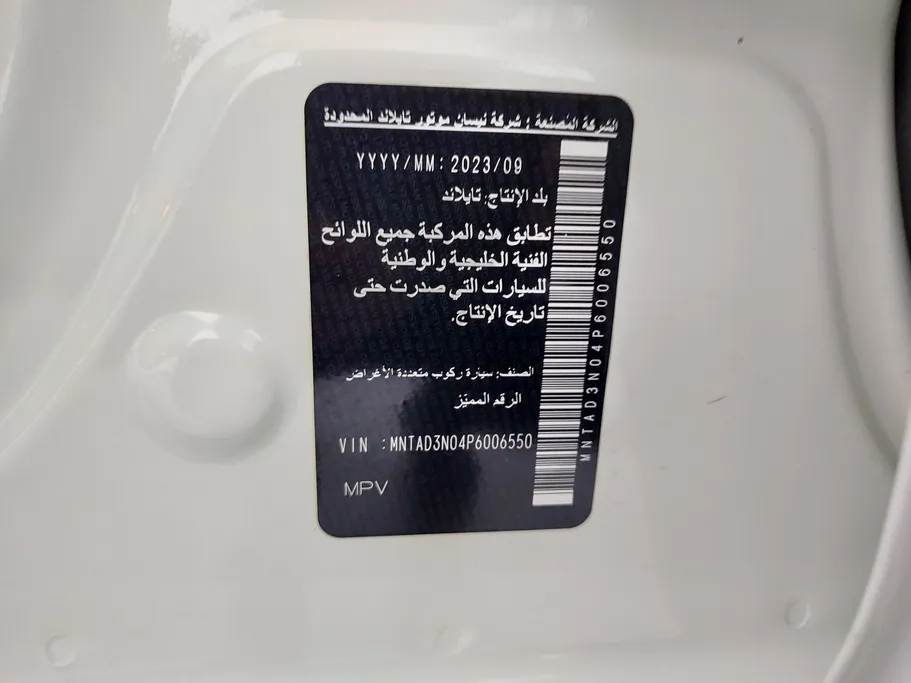 الشركة المصنعة : شركة نيسان موتور تايلاند المحدودة
YYYY/MM: 2023/09
بلد الإنتاج: تايلاند
تطابق هذه المركبة جميع اللوائح
الفنية الخليجية والوطنية
للسيارات التي صدرت حتى
تاريخ الإنتاج.
الصنف: سيارة ركوب متعددة الأغراض
الرقم المميّز
VIN :MNTAD3N04P6006550
MPV
MNTAD3N04P6006550